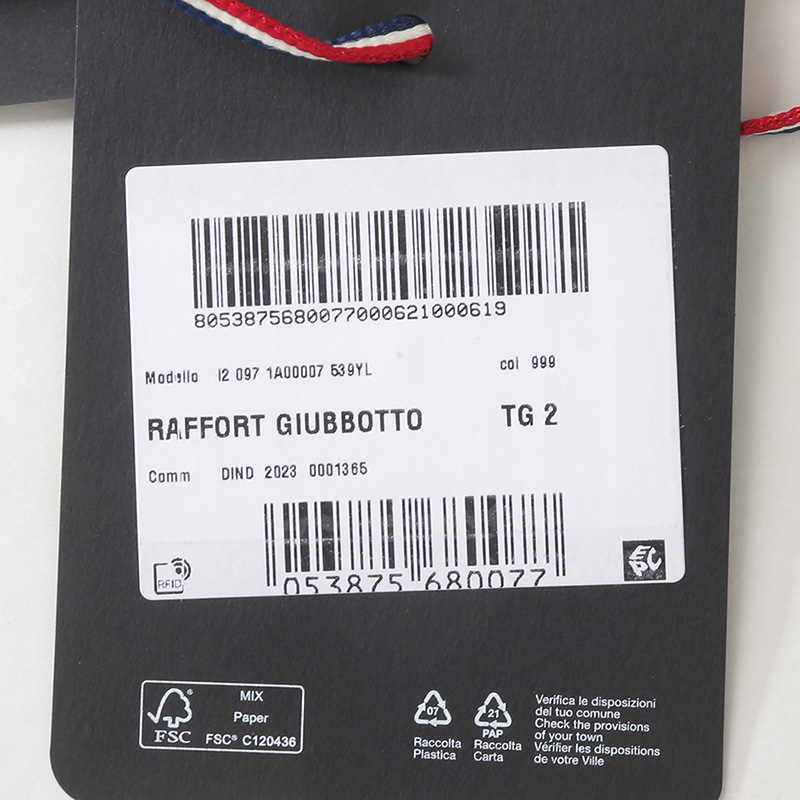 8053875680077000621000619
Modello I2 097 1A00007 539YL col 999
RAFFORT GIUBBOTTO TG 2
Comm DIND 2023 0001365
RFID
EPC
053875 680077
MIX
Paper
FSC
FSC® C120436
07
21
PAP
Raccolta
Plastica
Raccolta
Carta
Verifica le disposizioni
del tuo comune
Check the provisions
of your town
Vérifier les dispositions
de votre Ville